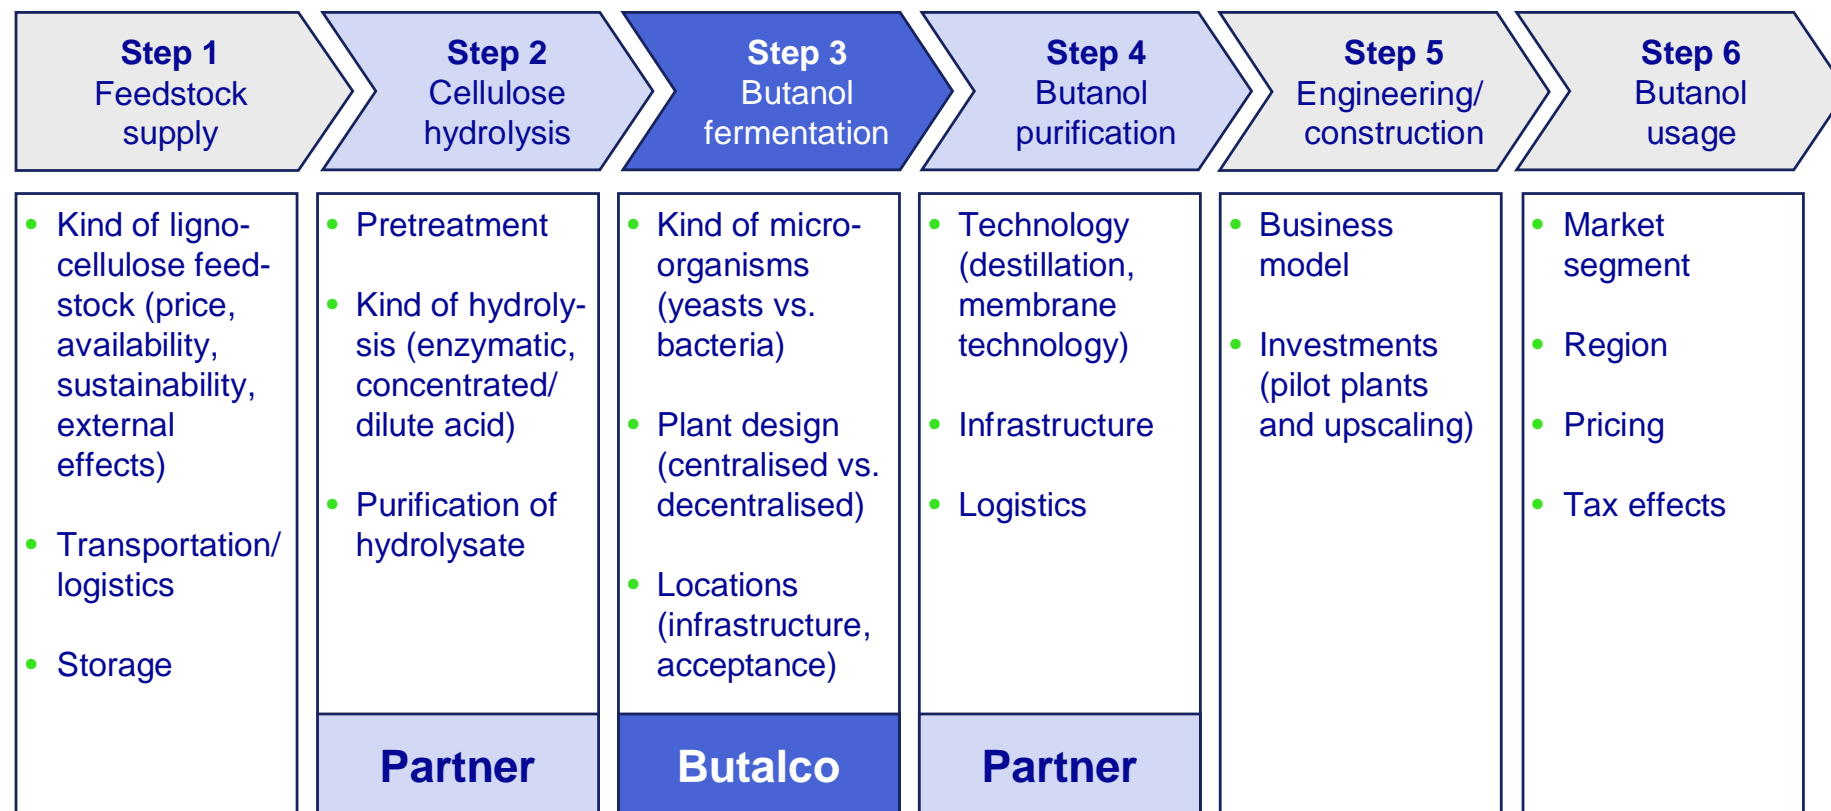 Step 1
Feedstock
supply
Step 2
Cellulose
hydrolysis
Step 3
Butanol
fermentation
Step 4
Butanol
purification
Step 5
Engineering/
construction
Step 6
Butanol
usage
• Kind of ligno-
cellulose feed-
stock (price,
availability,
sustainability,
external
effects)
• Transportation/
logistics
• Storage
• Pretreatment
• Kind of hydroly-
sis (enzymatic,
concentrated/
dilute acid)
• Purification of
hydrolysate
Partner
• Kind of micro-
organisms
(yeasts vs.
bacteria)
• Plant design
(centralised vs.
decentralised)
• Locations
(infrastructure,
acceptance)
Butalco
• Technology
(destillation,
membrane
technology)
• Infrastructure
• Logistics
Partner
• Business
model
• Investments
(pilot plants
and upscaling)
• Market
segment
• Region
• Pricing
• Tax effects